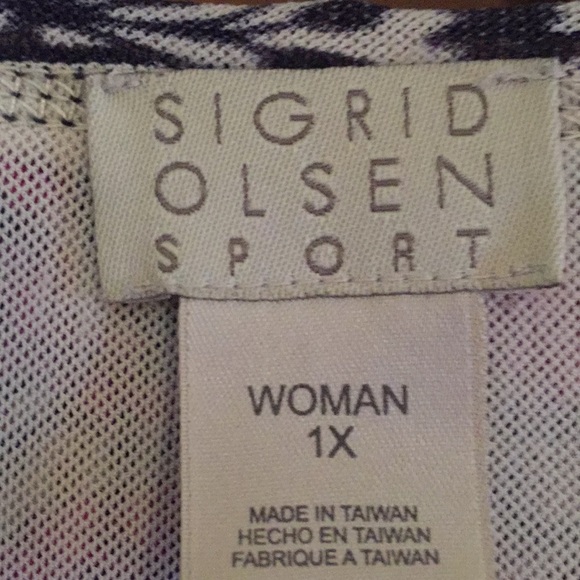 SIGRID
OLSEN
SPORT
WOMAN
1X
MADE IN TAIWAN
HECHO EN TAIWAN
FABRIQUE A TAIWAN